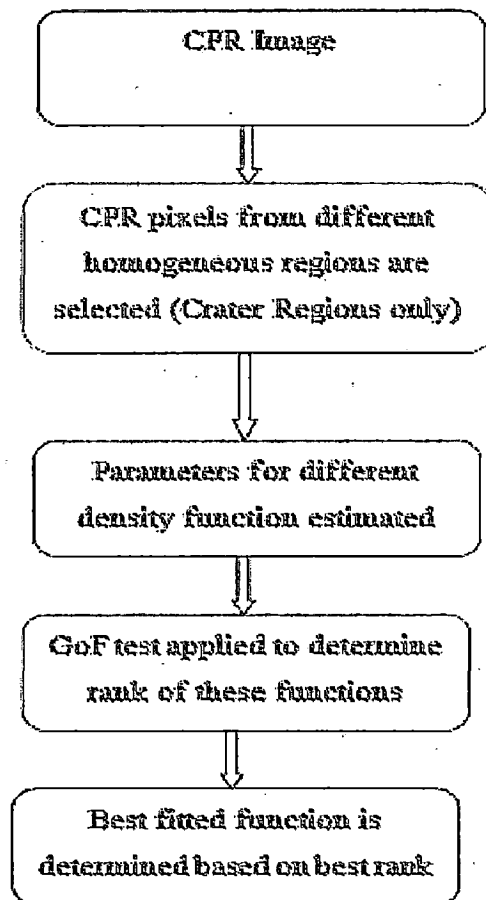 CPR Image
CPR pixels from different
homogeneous regions are
selected (Crater Regions only)
Parameters for different
density function estimated
GoF test applied to determine
rank of these functions
Best fitted function is
determined based on best rank